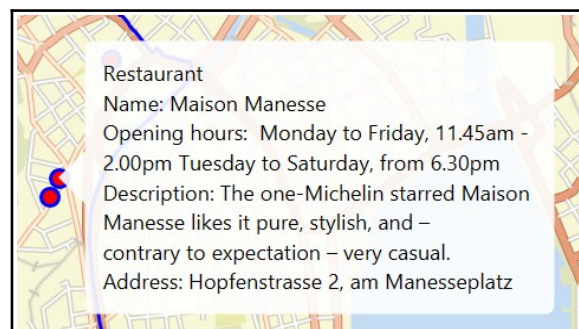 Restaurant
Name: Maison Manesse
Opening hours:  Monday to Friday, 11.45am -
2.00pm Tuesday to Saturday, from 6.30pm
Description: The one-Michelin starred Maison
Manesse likes it pure, stylish, and –
contrary to expectation – very casual.
Address: Hopfenstrasse 2, am Manesseplatz